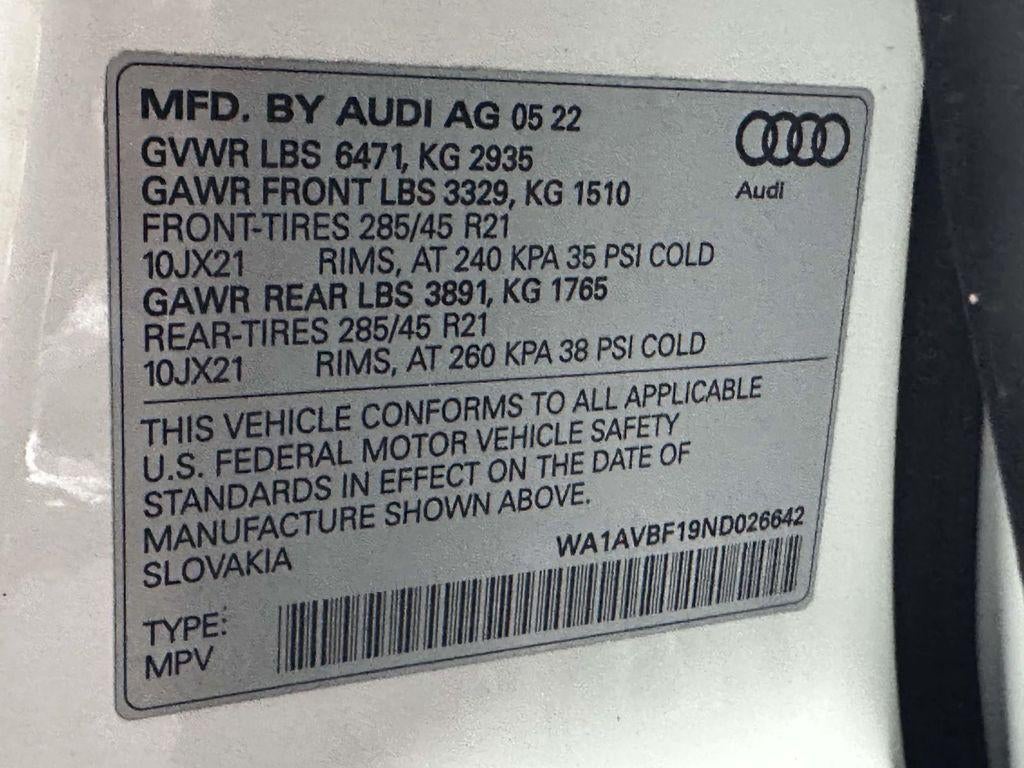 MFD. BY AUDI AG 05 22
GVWR LBS 6471, KG 2935
GAWR FRONT LBS 3329, KG 1510
FRONT-TIRES 285/45 R21
10JX21 RIMS, AT 240 KPA 35 PSI COLD
GAWR REAR LBS 3891, KG 1765
REAR-TIRES 285/45 R21
10JX21 RIMS, AT 260 KPA 38 PSI COLD
Audi
THIS VEHICLE CONFORMS TO ALL APPLICABLE
U.S. FEDERAL MOTOR VEHICLE SAFETY
STANDARDS IN EFFECT ON THE DATE OF
MANUFACTURE SHOWN ABOVE.
SLOVAKIA WA1AVBF19ND026642
TYPE:
MPV